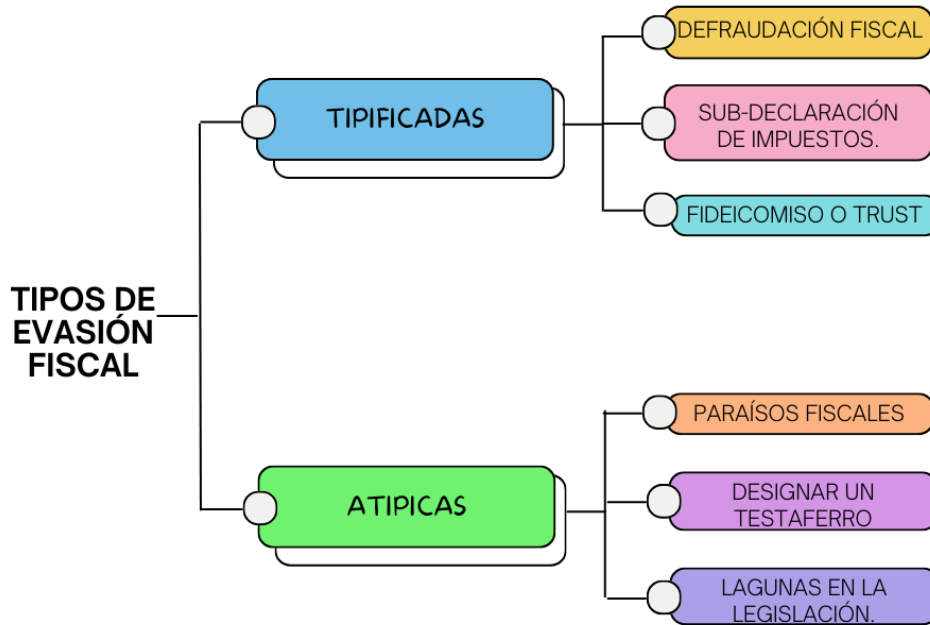 TIPOS DE
EVASIÓN
FISCAL
TIPIFICADAS
DEFRAUDACIÓN FISCAL
SUB-DECLARACIÓN
DE IMPUESTOS.
FIDEICOMISO O TRUST
ATIPICAS
PARAÍSOS FISCALES
DESIGNAR UN
TESTAFERRO
LAGUNAS EN LA
LEGISLACIÓN.